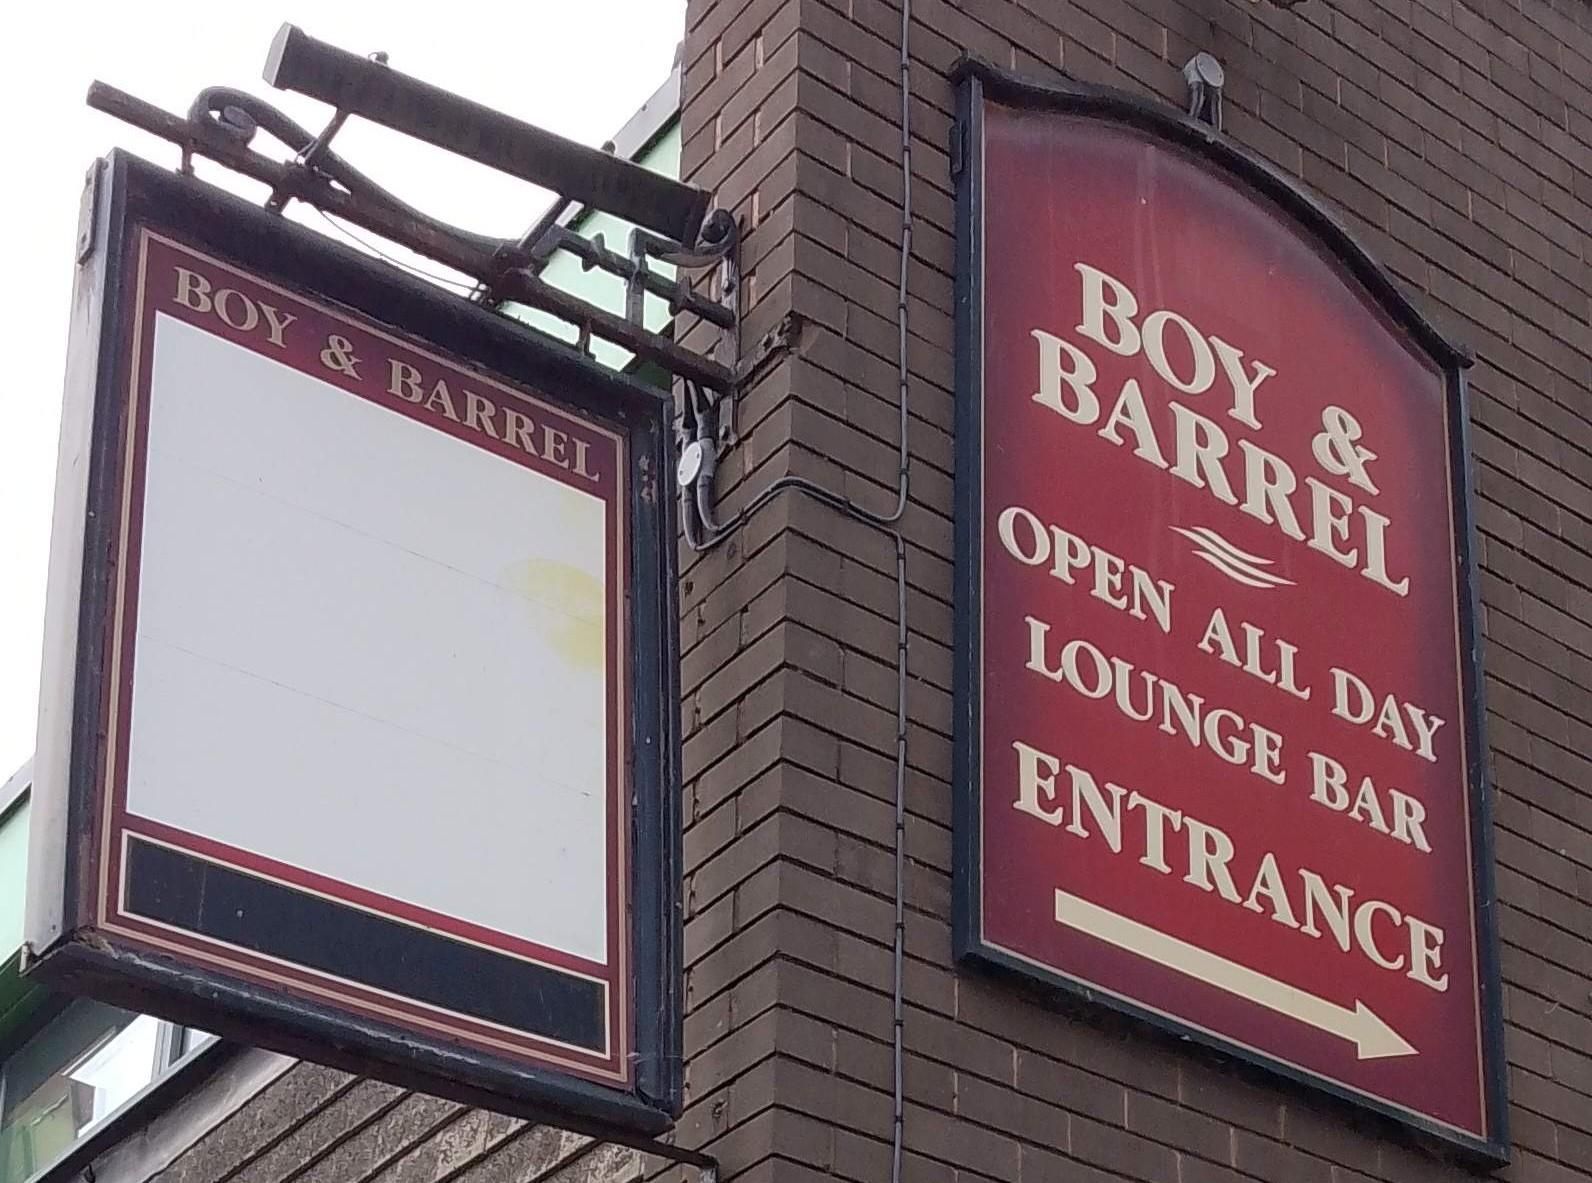 BOY & BARREL
BOY &
BARREL
OPEN ALL DAY
LOUNGE BAR
ENTRANCE